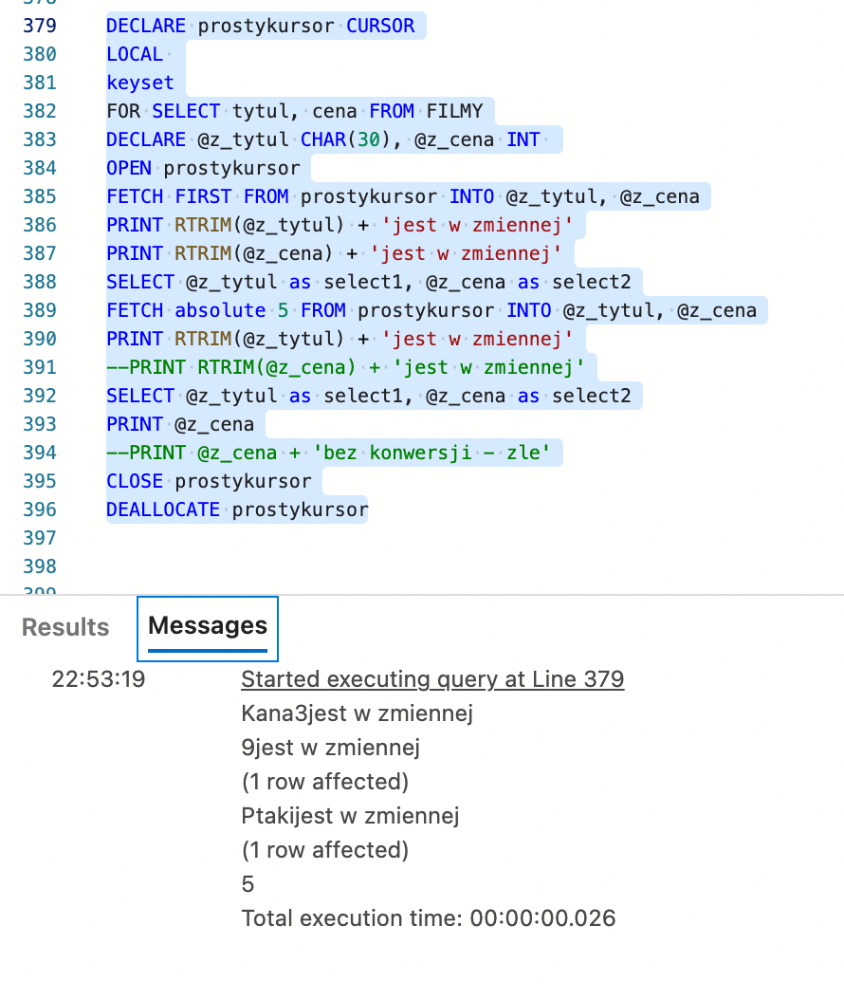 379 DECLARE prostykursor CURSOR
380 LOCAL
381 keyset
382 FOR SELECT tytul, cena FROM FILMY
383 DECLARE @z_tytul CHAR(30), @z_cena INT
384 OPEN prostykursor
385 FETCH FIRST FROM prostykursor INTO @z_tytul, @z_cena
386 PRINT RTRIM(@z_tytul) + 'jest w zmiennej'
387 PRINT RTRIM(@z_cena) + 'jest w zmiennej'
388 SELECT @z_tytul as select1, @z_cena as select2
389 FETCH absolute 5 FROM prostykursor INTO @z_tytul, @z_cena
390 PRINT RTRIM(@z_tytul) + 'jest w zmiennej'
391 --PRINT RTRIM(@z_cena) + 'jest w zmiennej'
392 SELECT @z_tytul as select1, @z_cena as select2
393 PRINT @z_cena
394 --PRINT @z_cena + 'bez konwersji - zle'
395 CLOSE prostykursor
396 DEALLOCATE prostykursor
397
398
Results Messages
22:53:19 Started executing query at Line 379
Kana3jest w zmiennej
9jest w zmiennej
(1 row affected)
Ptakijest w zmiennej
(1 row affected)
5
Total execution time: 00:00:00.026